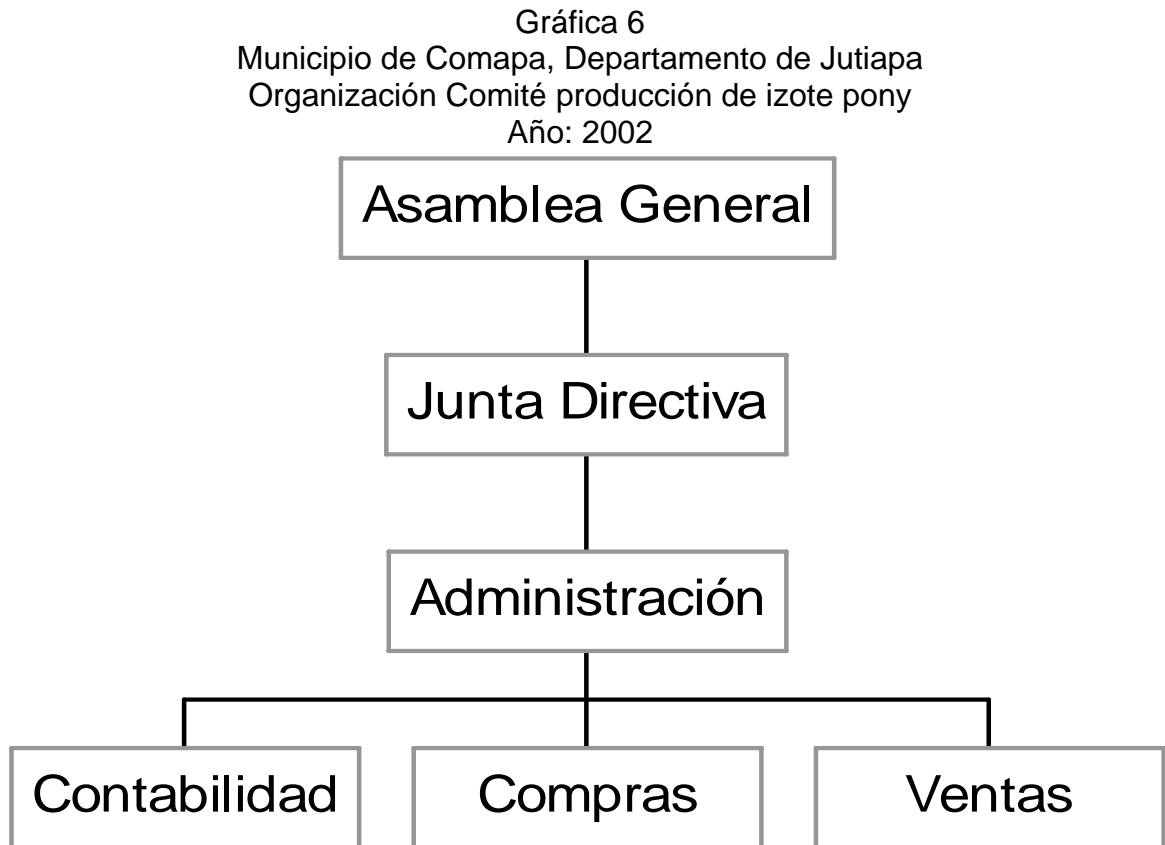 Gráfica 6
Municipio de Comapa, Departamento de Jutiapa
Organización Comité producción de izote pony
Año: 2002
Asamblea General
Junta Directiva
Administración
Contabilidad
Compras
Ventas